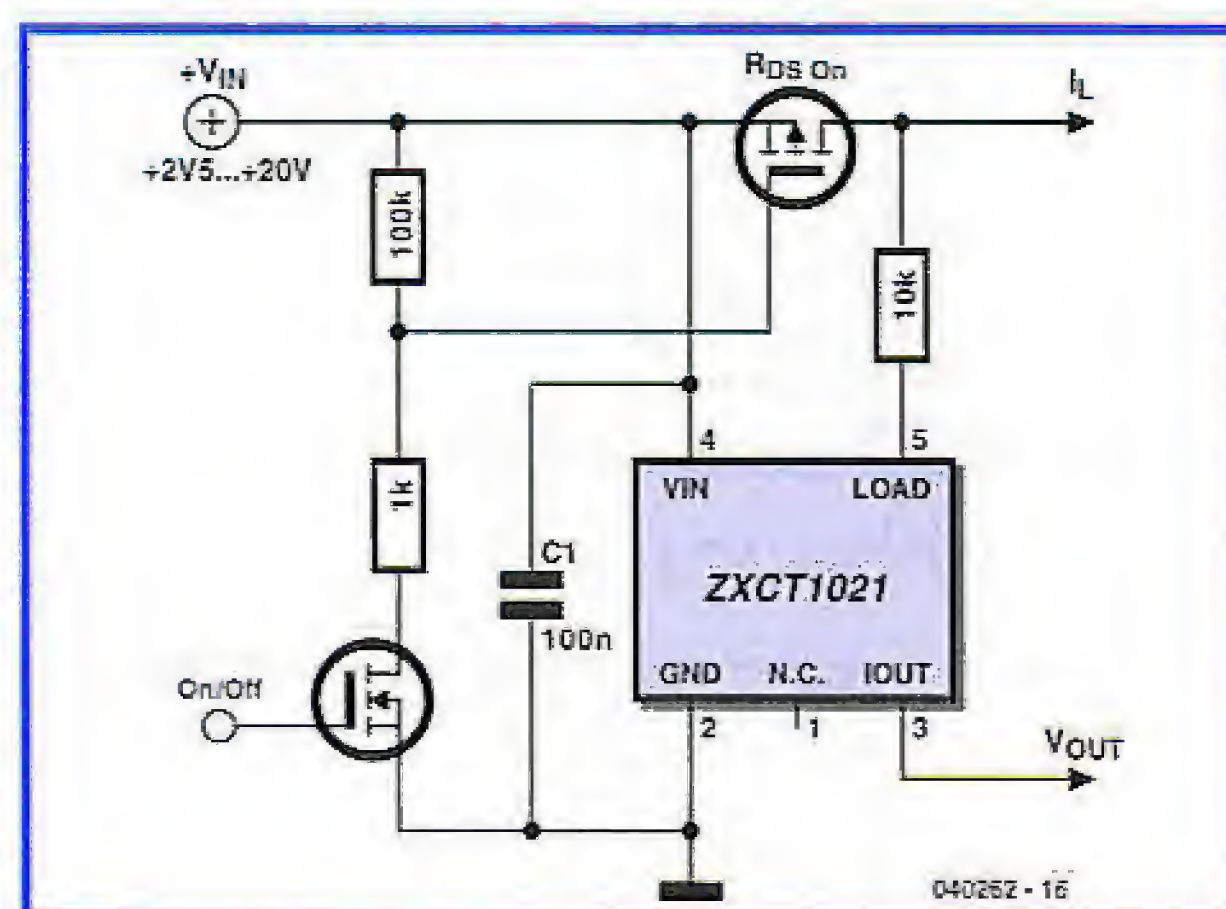 +VIN
+2V5...+20V
RDS On
IL
100k
10k
1k
C1
100n
4
5
VIN
LOAD
ZXCT1021
GND
N.C.
IOUT
2
1
3
On/Off
VOUT
040262 - 16